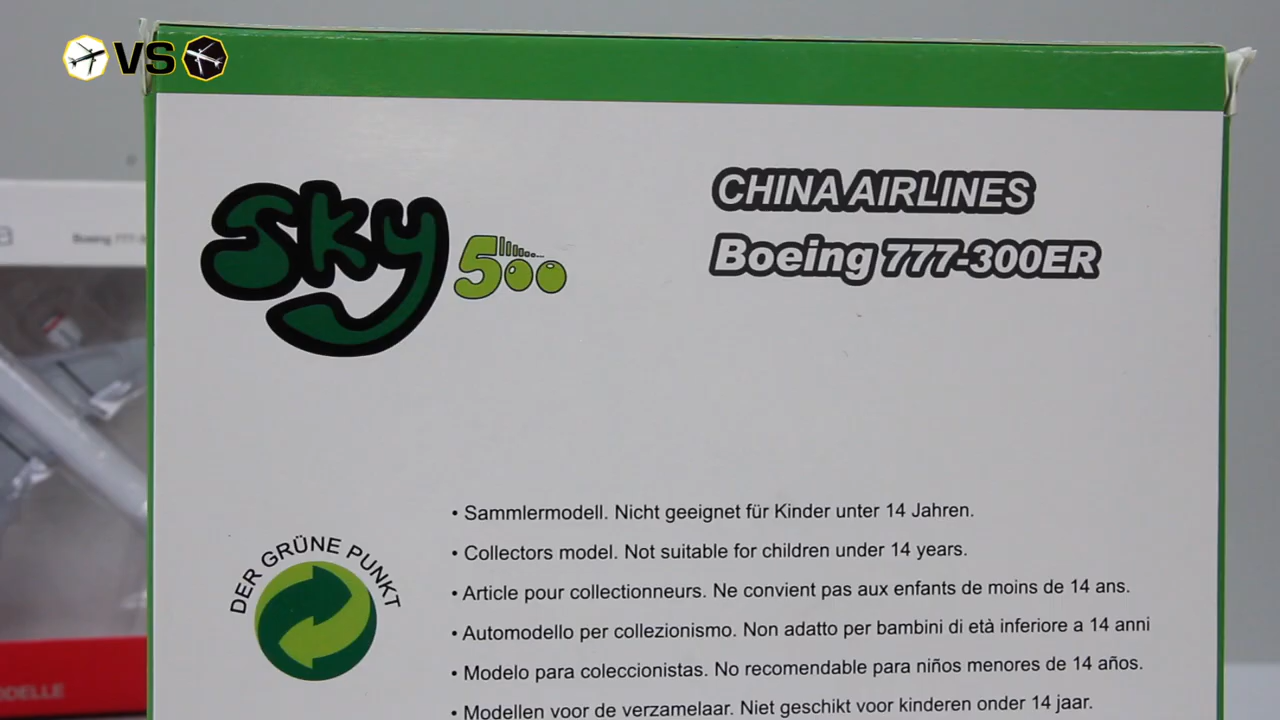 VS
sky 500
CHINA AIRLINES
Boeing 777-300ER
Boeing 777-
DER GRÜNE PUNKT
• Sammlermodell. Nicht geeignet für Kinder unter 14 Jahren.
• Collectors model. Not suitable for children under 14 years.
• Article pour collectionneurs. Ne convient pas aux enfants de moins de 14 ans.
• Automodello per collezionismo. Non adatto per bambini di età inferiore a 14 anni
• Modelo para coleccionistas. No recomendable para niños menores de 14 años.
• Modellen voor de verzamelaar. Niet geschikt voor kinderen onder 14 jaar.
ODELLE